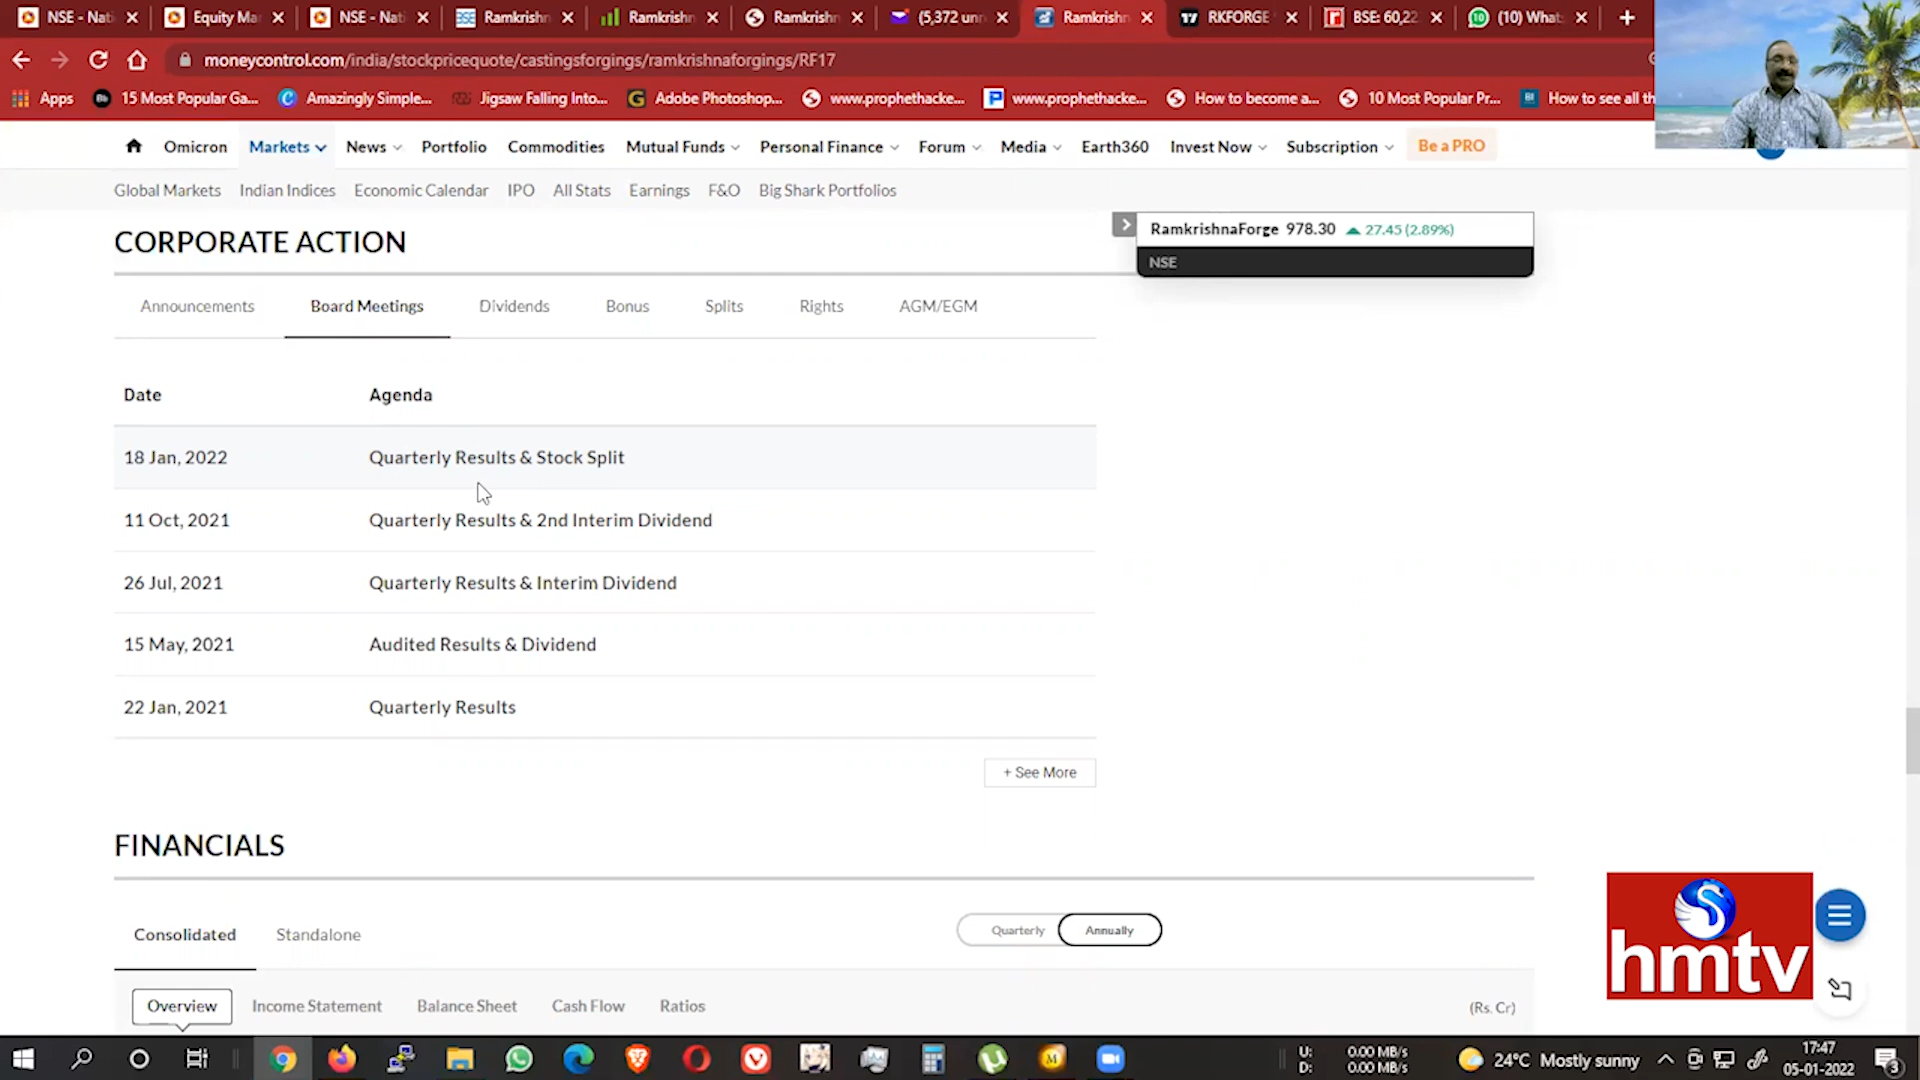 NSE - Nati
Equity Ma
NSE - Nati
BSE
Ramkrishn
Ramkrishn
Ramkrishn
(5,372 unr
Ramkrishn
RKFORGE
BSE: 60,22
(10) What
moneycontrol.com/india/stockpricequote/castingsforgings/ramkrishnaforgings/RF17
Apps
15 Most Popular Ga...
Amazingly Simple...
Jigsaw Falling Into...
Adobe Photoshop...
www.prophethacke...
www.prophethacke...
How to become a...
10 Most Popular Pr...
How to see all th
Omicron
Markets
News
Portfolio
Commodities
Mutual Funds
Personal Finance
Forum
Media
Earth360
Invest Now
Subscription
Be a PRO
Global Markets
Indian Indices
Economic Calendar
IPO
All Stats
Earnings
F&O
Big Shark Portfolios
CORPORATE ACTION
RamkrishnaForge 978.30 27.45 (2.89%)
NSE
Announcements
Board Meetings
Dividends
Bonus
Splits
Rights
AGM/EGM
Date Agenda
18 Jan, 2022 Quarterly Results & Stock Split
11 Oct, 2021 Quarterly Results & 2nd Interim Dividend
26 Jul, 2021 Quarterly Results & Interim Dividend
15 May, 2021 Audited Results & Dividend
22 Jan, 2021 Quarterly Results
+ See More
FINANCIALS
Consolidated
Standalone
Quarterly
Annually
hmtv
Overview
Income Statement
Balance Sheet
Cash Flow
Ratios
(Rs. Cr)
U: 0.00 MB/s
D: 0.00 MB/s
24°C Mostly sunny
17:47
05-01-2022
3